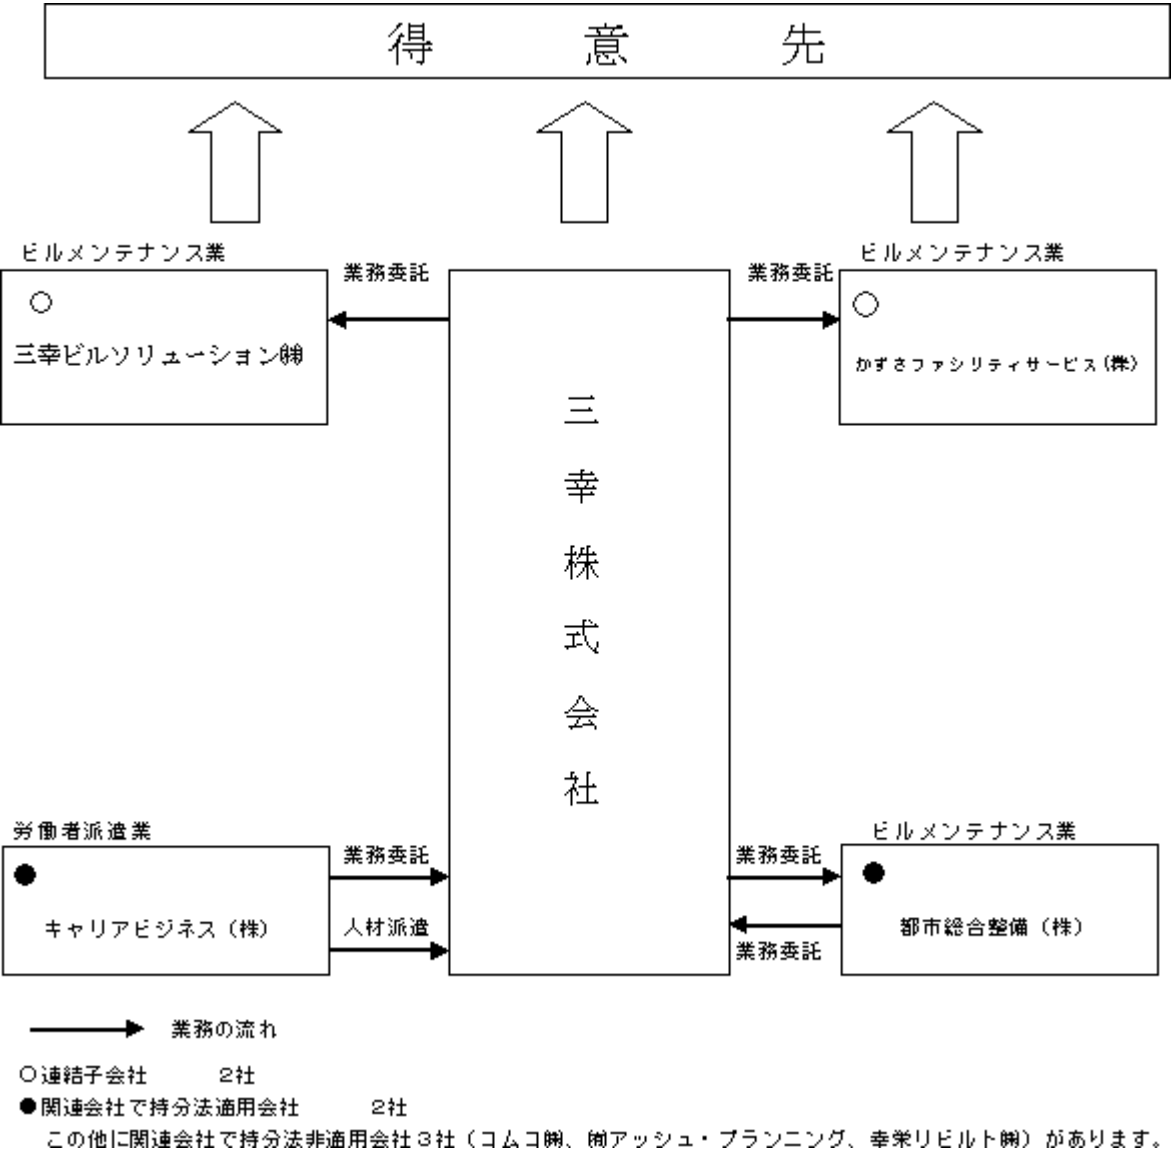 得意先
ビルメンテナンス業
業務委託
業務委託
ビルメンテナンス業
○
三幸ビルソリューション㈱
三幸株式会社
○
かずさファシリティサービス(株)
労働者派遣業
業務委託
業務委託
ビルメンテナンス業
●
キャリアビジネス(株)
人材派遣
●
都市総合整備(株)
業務委託
業務の流れ
○連結子会社 2社
●関連会社で持分法適用会社 2社
この他に関連会社で持分法非適用会社3社(コムコ㈱、㈲アッシュ・プランニング、幸栄リビルト㈱)があります。